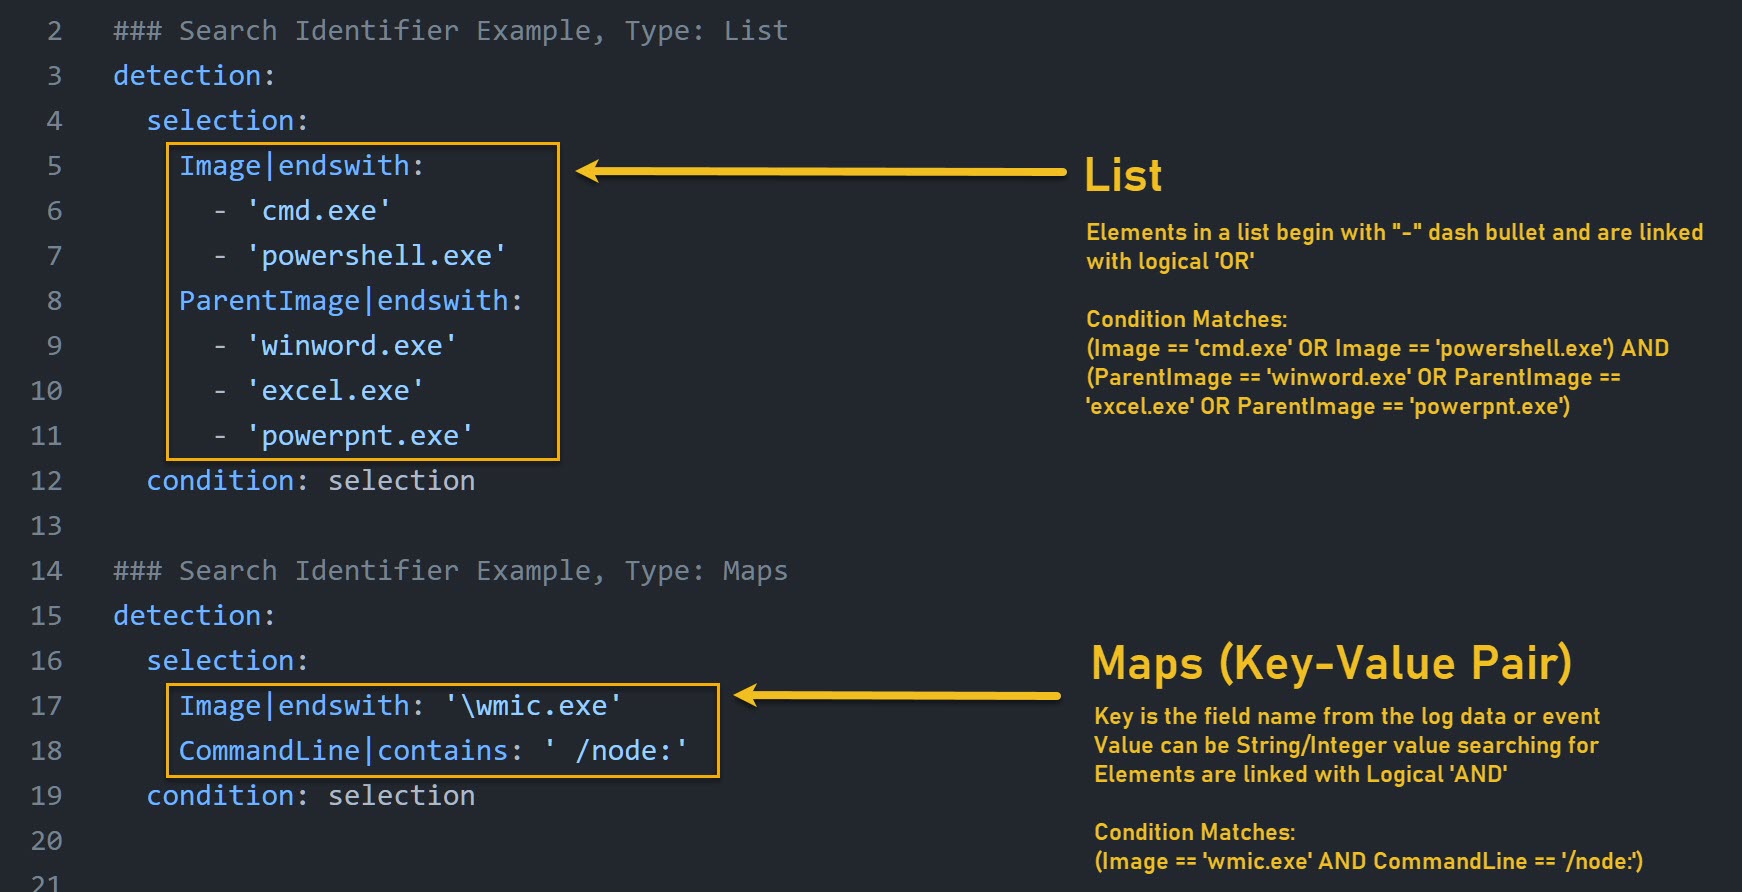 2 ### Search Identifier Example, Type: List
3 detection:
4 selection:
5 Image|endswith:
6 - 'cmd.exe'
7 - 'powershell.exe'
8 ParentImage|endswith:
9 - 'winword.exe'
10 - 'excel.exe'
11 - 'powerpnt.exe'
12 condition: selection
13
List
Elements in a list begin with "-" dash bullet and are linked
with logical 'OR'
Condition Matches:
(Image == 'cmd.exe' OR Image == 'powershell.exe') AND
(ParentImage == 'winword.exe' OR ParentImage ==
'excel.exe' OR ParentImage == 'powerpnt.exe')
14 ### Search Identifier Example, Type: Maps
15 detection:
16 selection:
17 Image|endswith: '\wmic.exe'
18 CommandLine|contains: ' /node:'
19 condition: selection
20
21
Maps (Key-Value Pair)
Key is the field name from the log data or event
Value can be String/Integer value searching for
Elements are linked with Logical 'AND'
Condition Matches:
(Image == 'wmic.exe' AND CommandLine == '/node:')